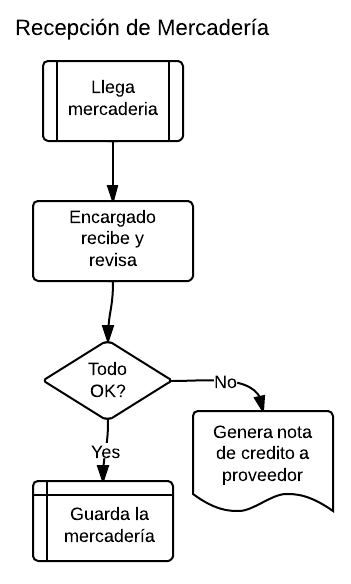 Recepción de Mercadería
Llega
mercaderia
Encargado
recibe y
revisa
Todo
OK?
No
Genera nota
de credito a
proveedor
Yes
Guarda la
mercadería